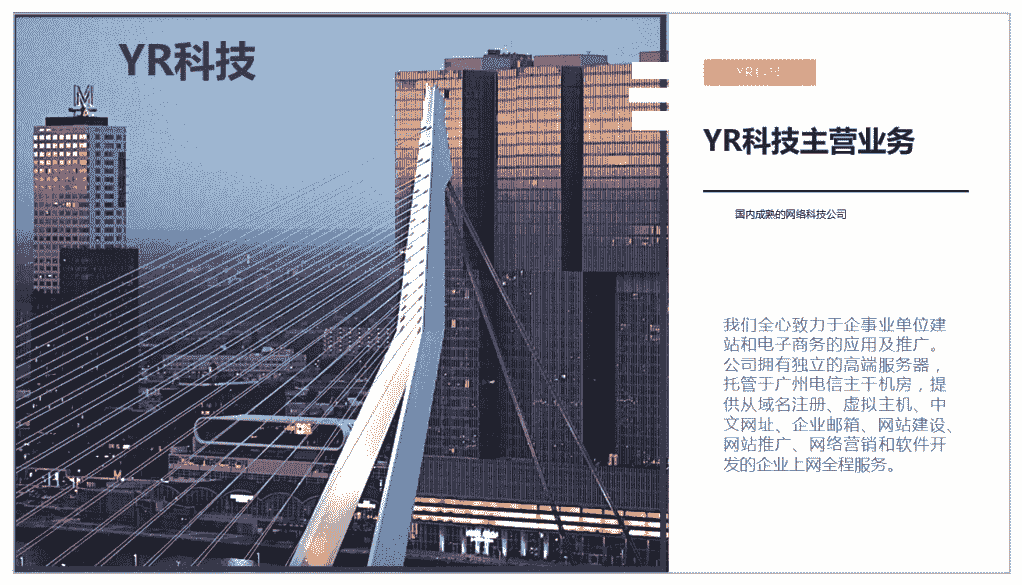 YR科技
YR科技
YR科技主营业务
国内成熟的网络科技公司
我们全心致力于企事业单位建
站和电子商务的应用及推广。
公司拥有独立的高端服务器，
托管于广州电信主干机房，提
供从域名注册、虚拟主机、中
文网址、企业邮箱、网站建设、
网站推广、网络营销和软件开
发的企业上网全程服务。